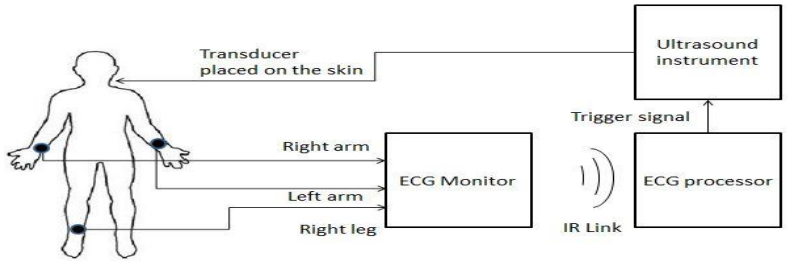 Transducer
placed on the skin
Ultrasound
instrument
Trigger signal
Right arm
ECG Monitor
Left arm
Right leg
IR Link
ECG processor